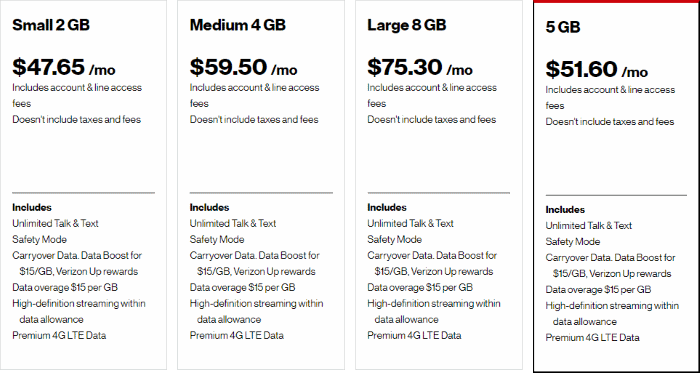 Small 2 GB
$47.65 /mo
Includes account & line access
fees
Doesn't include taxes and fees
Includes
Unlimited Talk & Text
Safety Mode
Carryover Data. Data Boost for
$15/GB, Verizon Up rewards
Data overage $15 per GB
High-definition streaming within
data allowance
Premium 4G LTE Data
Medium 4 GB
$59.50 /mo
Includes account & line access
fees
Doesn't include taxes and fees
Includes
Unlimited Talk & Text
Safety Mode
Carryover Data. Data Boost for
$15/GB, Verizon Up rewards
Data overage $15 per GB
High-definition streaming within
data allowance
Premium 4G LTE Data
Large 8 GB
$75.30 /mo
Includes account & line access
fees
Doesn't include taxes and fees
Includes
Unlimited Talk & Text
Safety Mode
Carryover Data. Data Boost for
$15/GB, Verizon Up rewards
Data overage $15 per GB
High-definition streaming within
data allowance
Premium 4G LTE Data
5 GB
$51.60 /mo
Includes account & line access
fees
Doesn't include taxes and fees
Includes
Unlimited Talk & Text
Safety Mode
Carryover Data. Data Boost for
$15/GB, Verizon Up rewards
Data overage $15 per GB
High-definition streaming within
data allowance
Premium 4G LTE Data